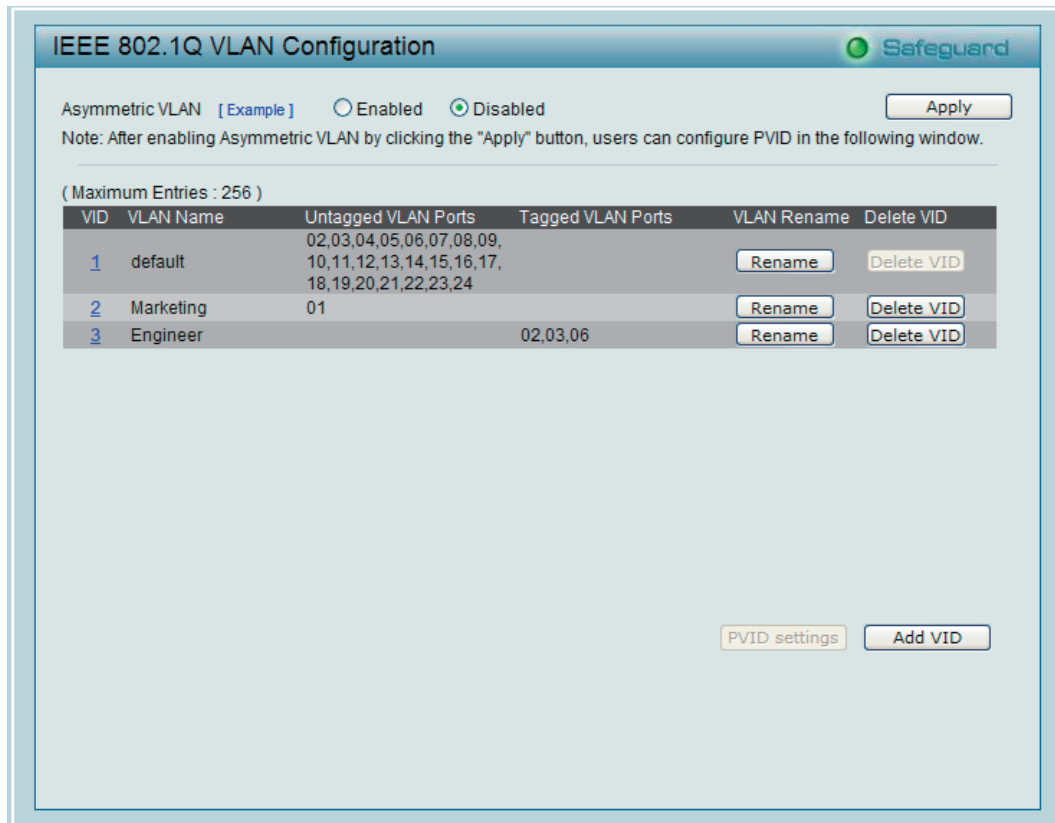 IEEE 802.1Q VLAN Configuration
Safeguard
Asymmetric VLAN [ Example ] Enabled Disabled Apply
Note: After enabling Asymmetric VLAN by clicking the "Apply" button, users can configure PVID in the following window.
( Maximum Entries : 256 )
VID VLAN Name Untagged VLAN Ports Tagged VLAN Ports VLAN Rename Delete VID
02,03,04,05,06,07,08,09,
1 default 10,11,12,13,14,15,16,17, Rename Delete VID
18,19,20,21,22,23,24
2 Marketing 01 Rename Delete VID
3 Engineer 02,03,06 Rename Delete VID
PVID settings Add VID